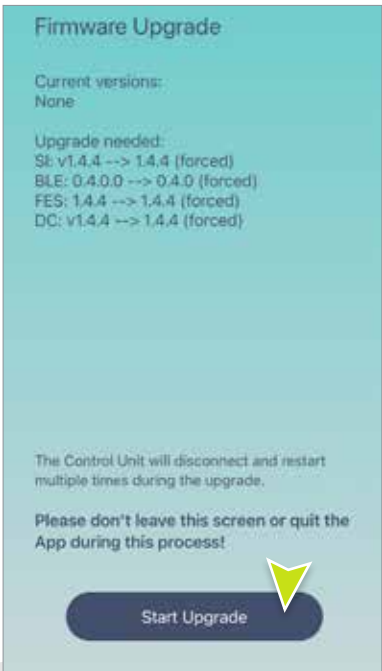 Firmware Upgrade
Current versions:
None
Upgrade needed:
SI: v1.4.4 --> 1.4.4 (forced)
BLE: 0.4.0.0 --> 0.4.0 (forced)
FES: 1.4.4 --> 1.4.4 (forced)
DC: v1.4.4 --> 1.4.4 (forced)
The Control Unit will disconnect and restart
multiple times during the upgrade.
Please don't leave this screen or quit the
App during this process!
Start Upgrade